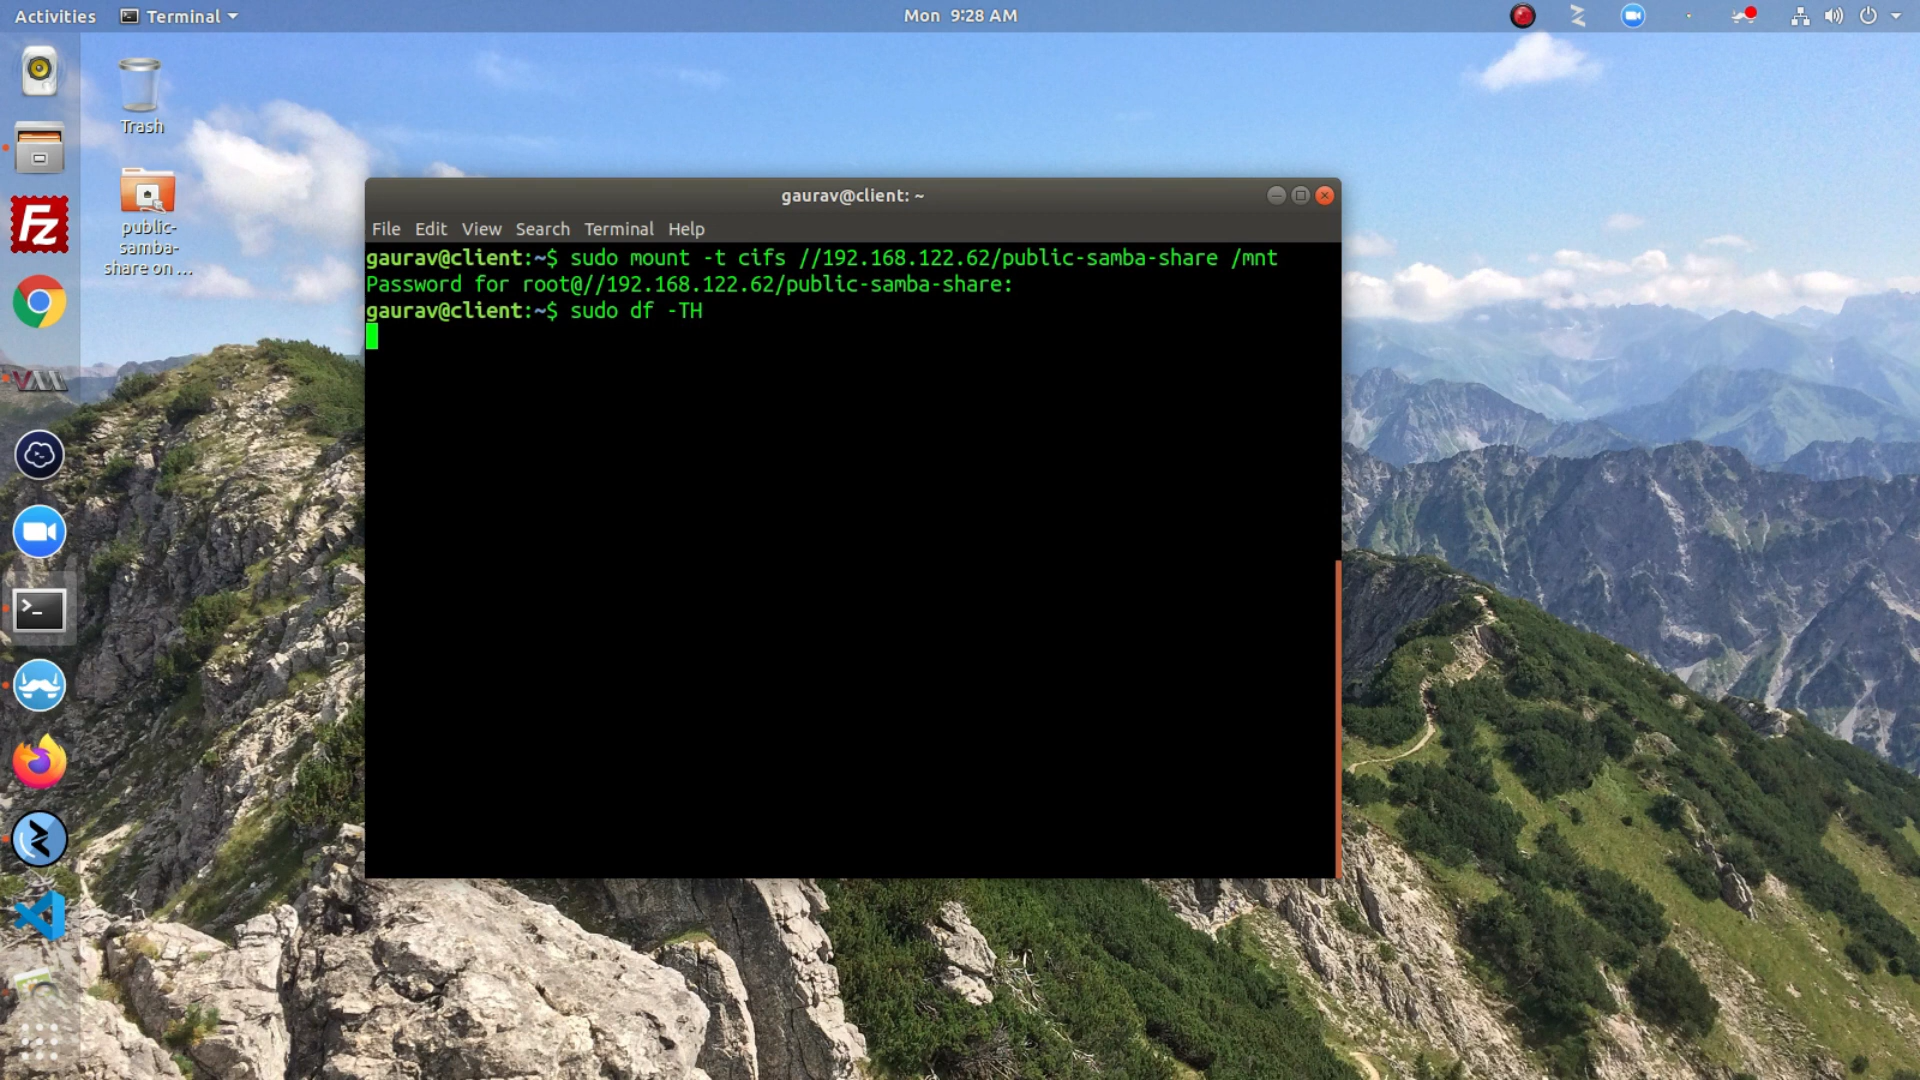 Activities Terminal Mon 9:28 AM
Trash
public-
samba-
share on ...
gaurav@client: ~
File Edit View Search Terminal Help
gaurav@client:~$ sudo mount -t cifs //192.168.122.62/public-samba-share /mnt
Password for root@//192.168.122.62/public-samba-share:
gaurav@client:~$ sudo df -TH